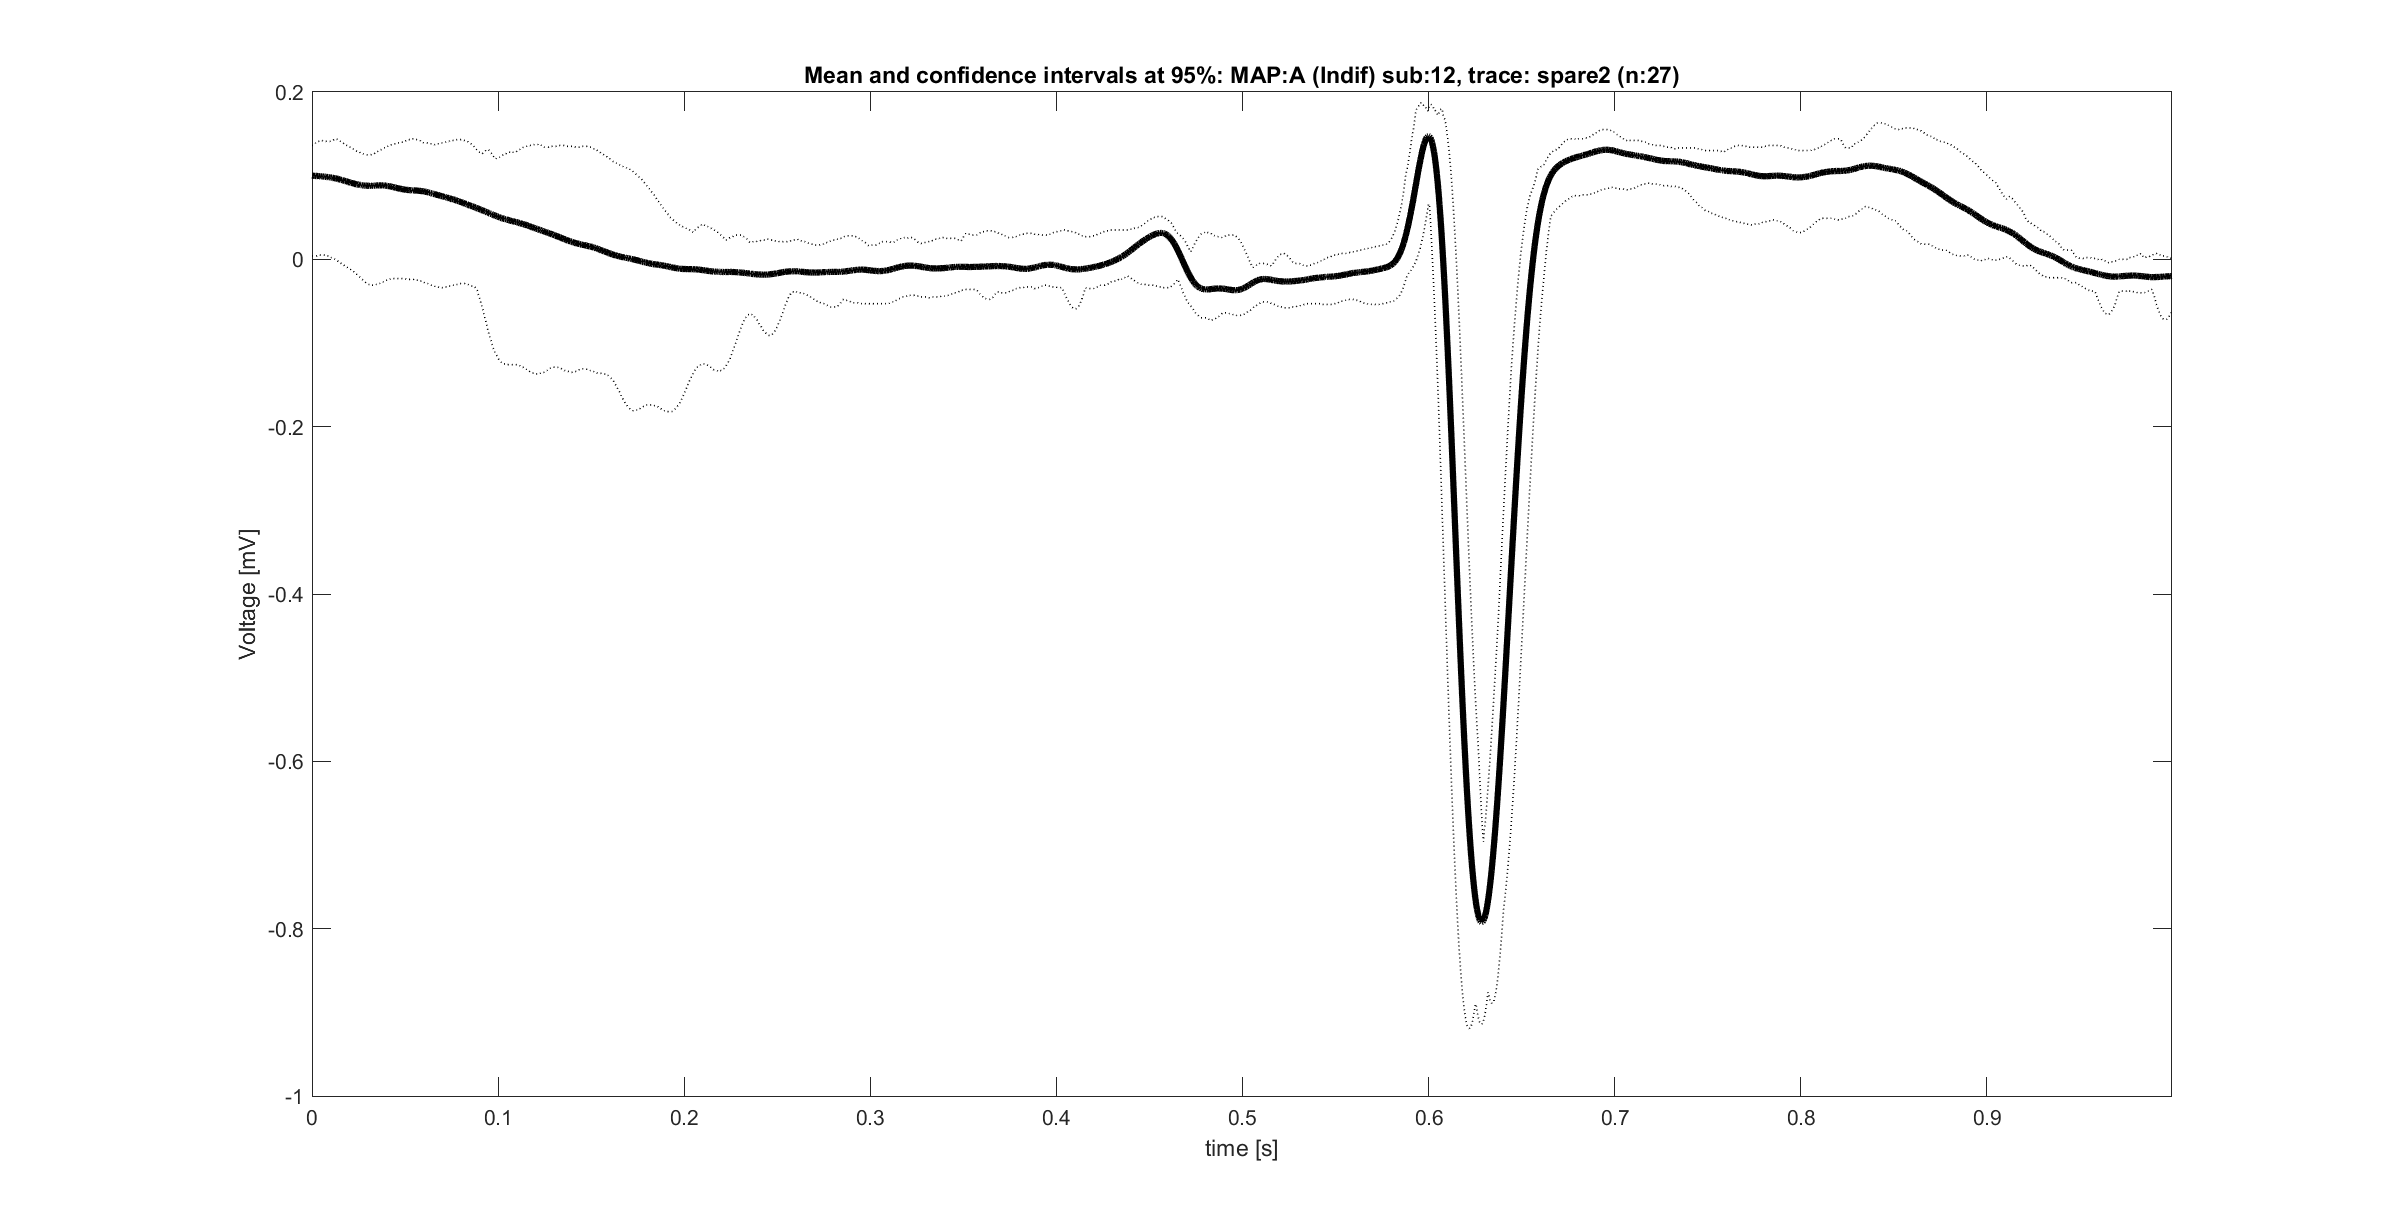 Mean and confidence intervals at 95%: MAP:A (Indif) sub:12, trace: spare2 (n:27)
0.2
0
-0.2
-0.4
-0.6
-0.8
-1
Voltage [mV]
0 0.1 0.2 0.3 0.4 0.5 0.6 0.7 0.8 0.9
time [s]